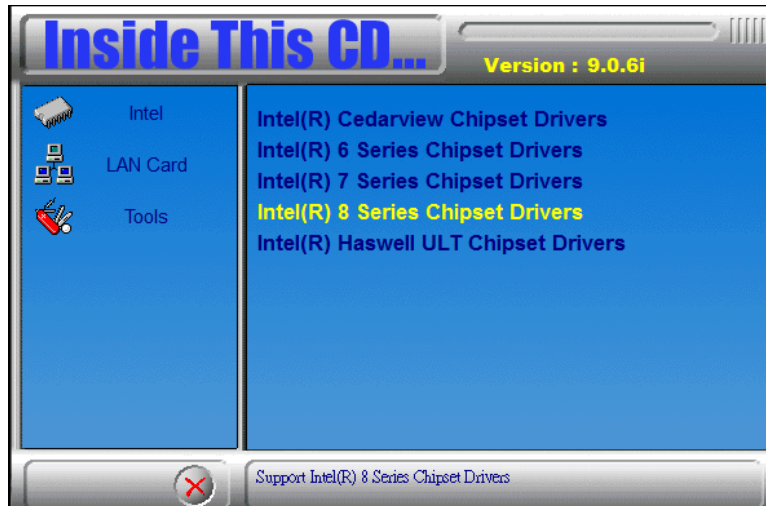 Inside This CD...
Version : 9.0.6i
Intel
LAN Card
Tools
Intel(R) Cedarview Chipset Drivers
Intel(R) 6 Series Chipset Drivers
Intel(R) 7 Series Chipset Drivers
Intel(R) 8 Series Chipset Drivers
Intel(R) Haswell ULT Chipset Drivers
Support Intel(R) 8 Series Chipset Drivers